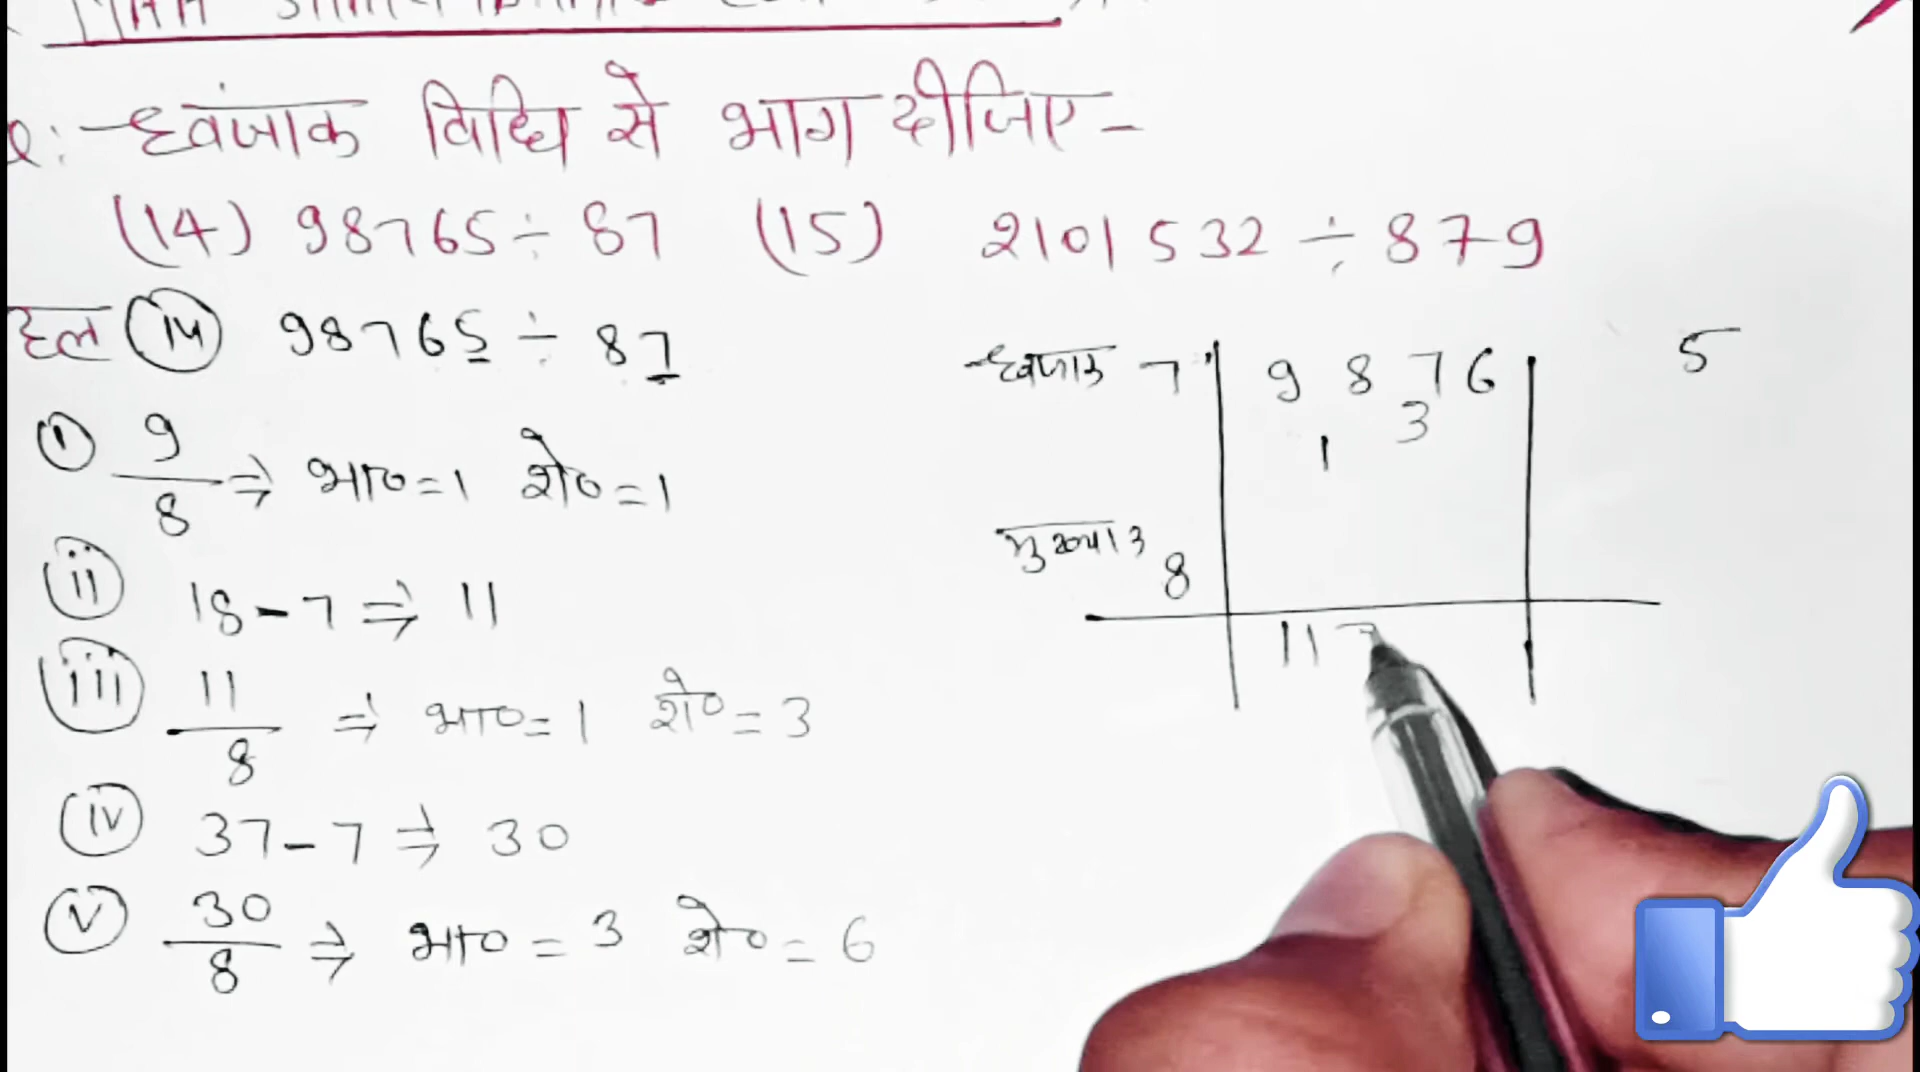 Q:- ध्वंजाक विधि से भाग दीजिए-
(14) 98765 ÷ 87 (15) 2101532 ÷ 879
हल (14) 98765 ÷ 87
(i) 9/8 ⇒ भा० = 1 शे० = 1
(ii) 18 - 7 ⇒ 11
(iii) 11/8 ⇒ भा० = 1 शे० = 3
(iv) 37 - 7 ⇒ 30
(v) 30/8 ⇒ भा० = 3 शे० = 6
ध्वजांक 7 9 8 7 6 5
3
1
8
11